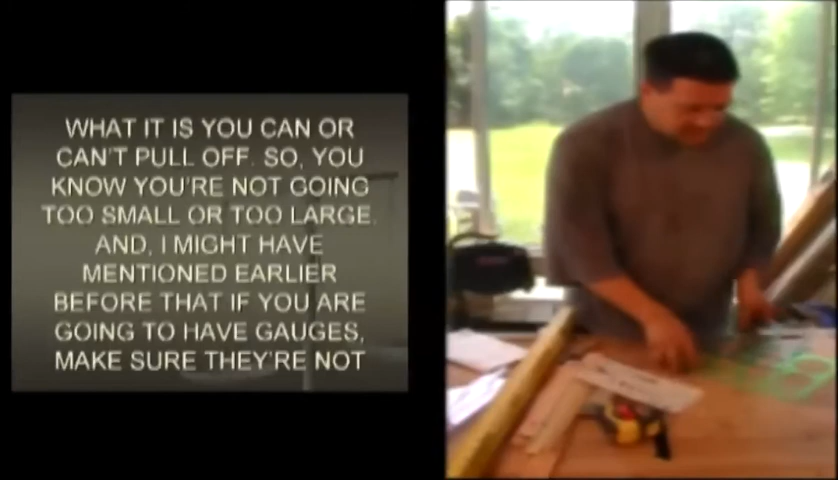 WHAT IT IS YOU CAN OR
CAN'T PULL OFF. SO, YOU
KNOW YOU'RE NOT GOING
TOO SMALL OR TOO LARGE.
AND, I MIGHT HAVE
MENTIONED EARLIER
BEFORE THAT IF YOU ARE
GOING TO HAVE GAUGES,
MAKE SURE THEY'RE NOT